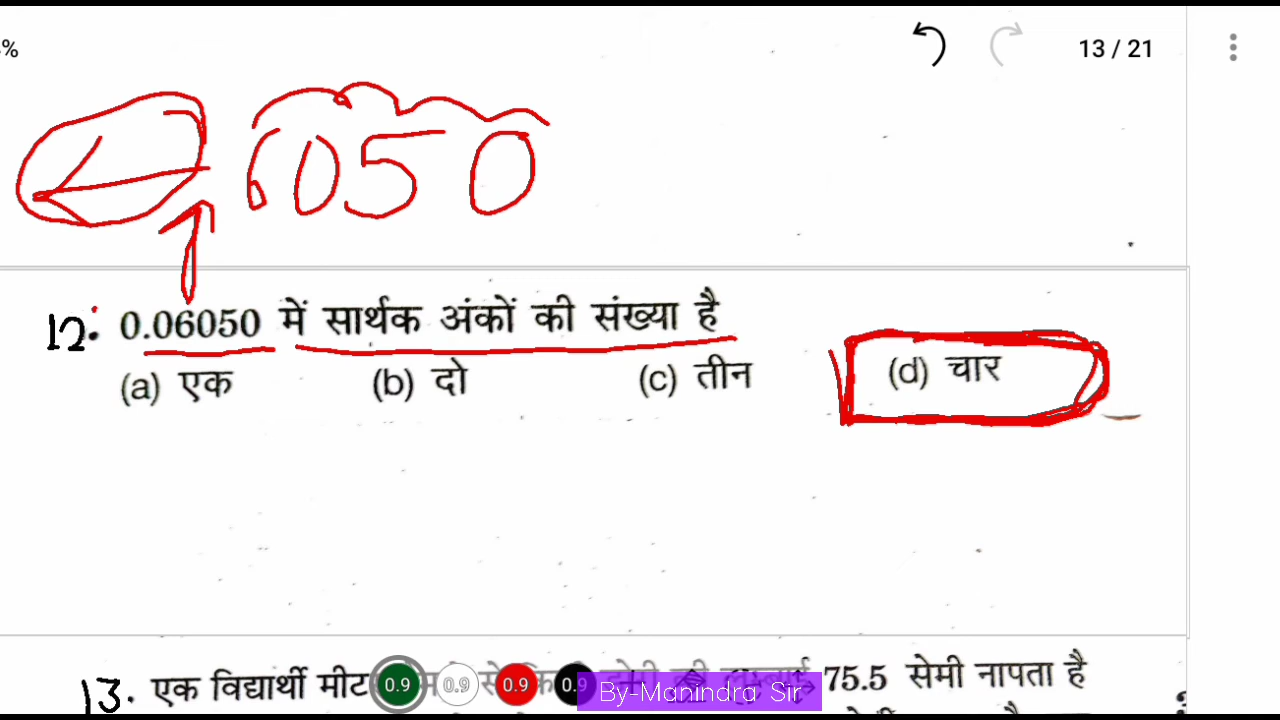 %
13 / 21
6050
12. 0.06050 में सार्थक अंकों की संख्या है
(a) एक (b) दो (c) तीन (d) चार
13. एक विद्यार्थी 75.5 सेमी नापता है
0.9 0.9 0.9 0.9
By-Manindra Sir